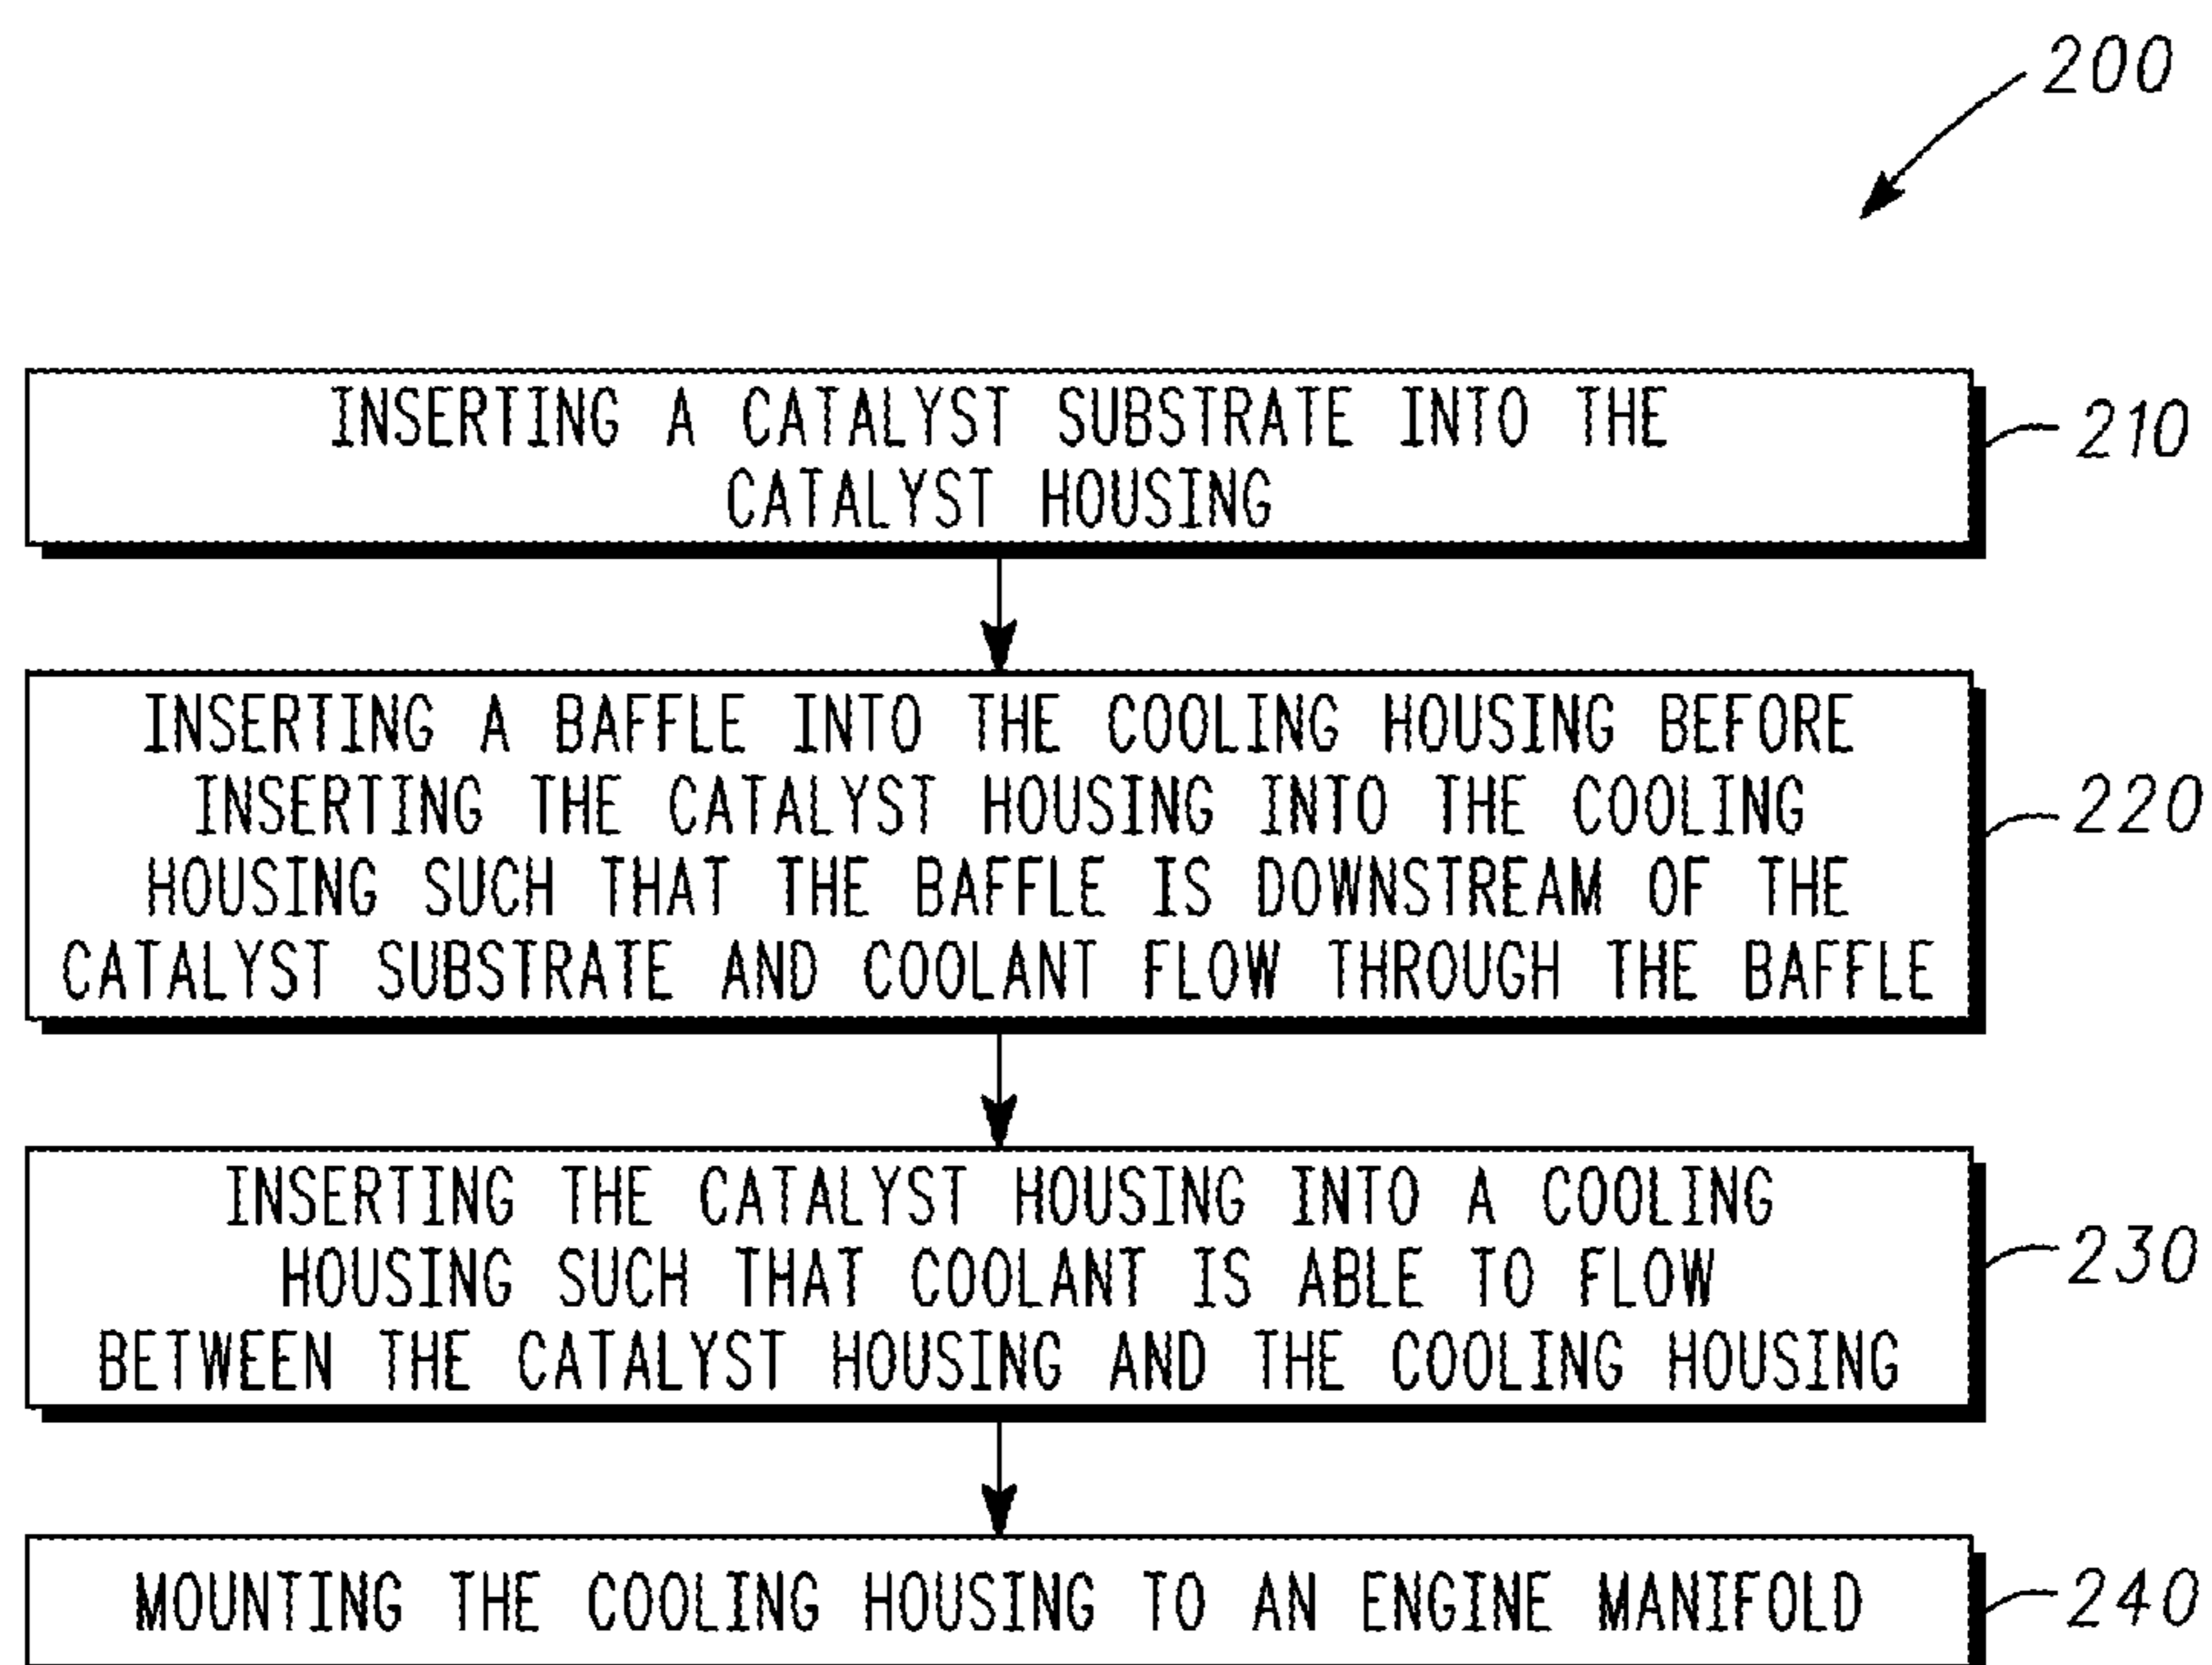 200
INSERTING A CATALYST SUBSTRATE INTO THE
CATALYST HOUSING
210
INSERTING A BAFFLE INTO THE COOLING HOUSING BEFORE
INSERTING THE CATALYST HOUSING INTO THE COOLING
HOUSING SUCH THAT THE BAFFLE IS DOWNSTREAM OF THE
CATALYST SUBSTRATE AND COOLANT FLOW THROUGH THE BAFFLE
220
INSERTING THE CATALYST HOUSING INTO A COOLING
HOUSING SUCH THAT COOLANT IS ABLE TO FLOW
BETWEEN THE CATALYST HOUSING AND THE COOLING HOUSING
230
MOUNTING THE COOLING HOUSING TO AN ENGINE MANIFOLD
240